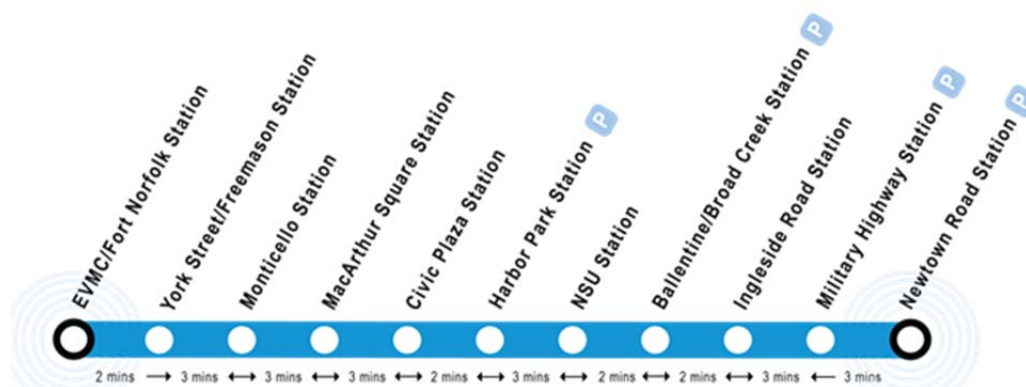 EVMC/Fort Norfolk Station
York Street/Freemason Station
Monticello Station
MacArthur Square Station
Civic Plaza Station
Harbor Park Station P
NSU Station
Ballentine/Broad Creek Station P
Ingleside Road Station
Military Highway Station P
Newtown Road Station P
2 mins → 3 mins ↔ 3 mins ↔ 3 mins ↔ 2 mins ↔ 3 mins ↔ 2 mins ↔ 2 mins ↔ 3 mins ← 3 mins